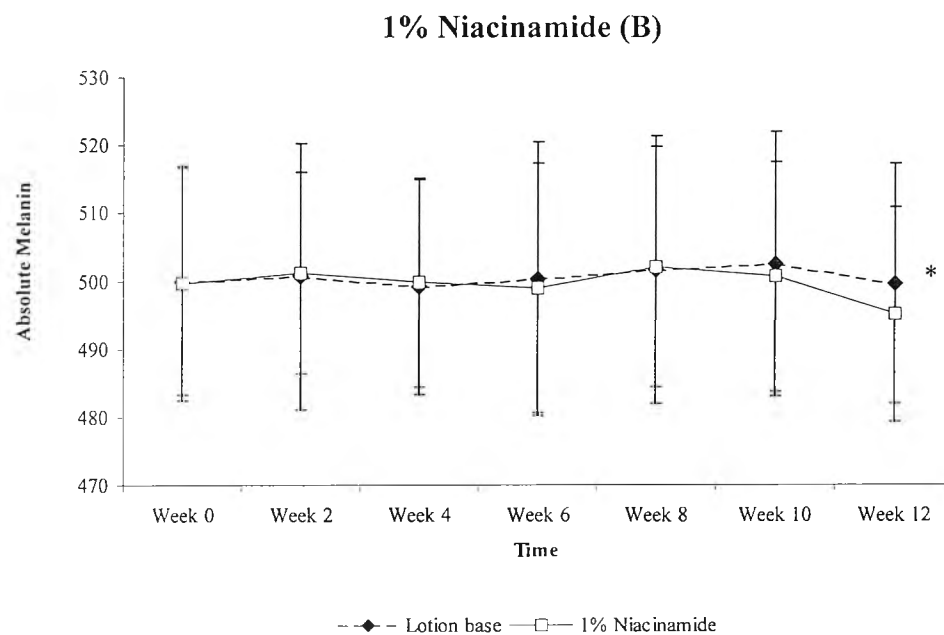 1% Niacinamide (B)
Absolute Melanin
530
520
510
500
490
480
470
*
Week 0 Week 2 Week 4 Week 6 Week 8 Week 10 Week 12
Time
Lotion base 1% Niacinamide